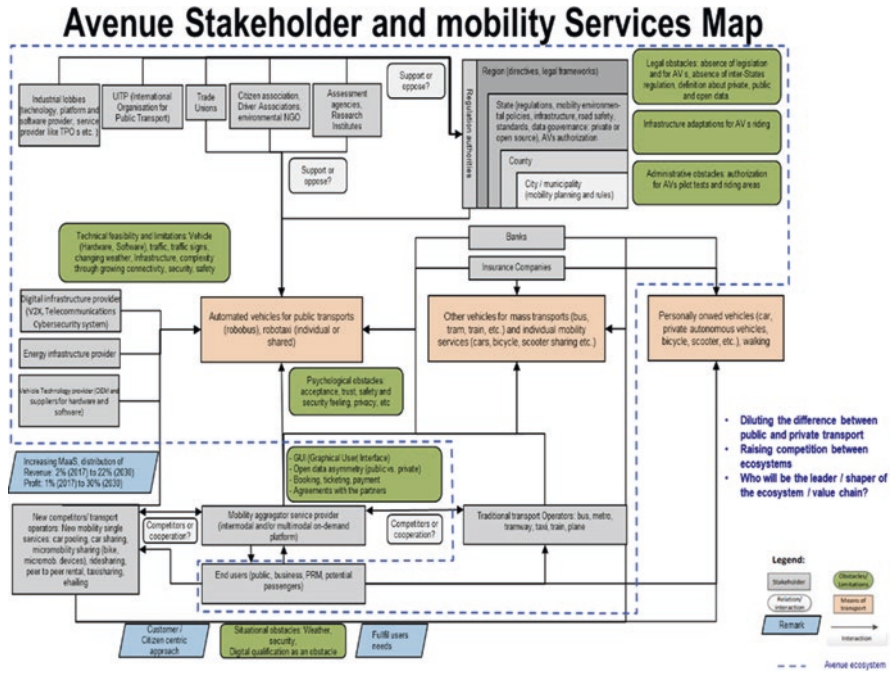 Avenue Stakeholder and mobility Services Map
Industrial lobbies
(technology, platform and
software provider, service
provider like TPO s etc. )
UITP (International
Organisation for
Public Transport)
Trade
Unions
Citizen association,
Driver Associations,
environmental NGO
Assessment
agencies,
Research
Institutes
Support or
oppose?
Support or
oppose?
Regulation authorities
Region (directives, legal frameworks)
State (regulations, mobility environmen-
tal policies, infrastructure, road safety,
standards, data governance: private or
open source), AVs authorization
County
City / municipality
(mobility planning and rules)
Legal obstacles: absence of legislation
and for AV s, absence of inter-States
regulation, definition about private, public
and open data
Infrastructure adaptations for AV s riding
Administrative obstacles: authorization
for AVs pilot tests and riding areas
Technical feasibility and limitations: Vehicle
(Hardware, Software), traffic, traffic signs,
changing weather, Infrastructure, complexity
through growing connectivity, security, safety
Banks
Insurance Companies
Digital infrastructure provider
(V2X, Telecommunications
Cybersecurity system)
Energy infrastructure provider
Vehicle Technology provider (OEM and
suppliers for hardware and
software)
Automated vehicles for public transports
(robobus), robotaxi (individual or
shared)
Other vehicles for mass transports (bus,
tram, train, etc.) and individual mobility
services (cars, bicycle, scooter sharing etc.)
Personally onwed vehicles (car,
private autonomous vehicles,
bicycle, scooter, etc.), walking
Psychological obstacles:
acceptance, trust, safety and
security feeling, privacy, etc
• Diluting the difference between
public and private transport
• Raising competition between
ecosystems
• Who will be the leader / shaper of
the ecosystem / value chain?
Increasing MaaS, distribution of
Revenue: 2% (2017) to 22% (2030)
Profit: 1% (2017) to 30% (2030)
- GUI (Graphical User Interface)
- Open data asymmetry (public vs. private)
- Booking, ticketing, payment
- Agreements with the partners
New competitors/ transport
operators: New mobility single
services: car pooling, car sharing,
micromobility sharing (bike,
micromob. devices), ridesharing,
peer to peer rental, taxisharing,
ehailing
Competitors or
cooperation?
Mobility aggregator service provider
(intermodal and/or multimodal on-demand
platform)
Competitors or
cooperation?
Traditional transport Operators: bus, metro,
tramway, taxi, train, plane
End users (public, business, PRM, potential
passengers)
Customer /
Citizen centric
approach
Situational obstacles: Weather,
security,
Digital qualification as an obstacle
Fulfil users
needs
Legend:
Stakeholder
Obstacles/
Limitations
Relation/
interaction
Means of
transport
Remark
Interaction
Avenue ecosystem